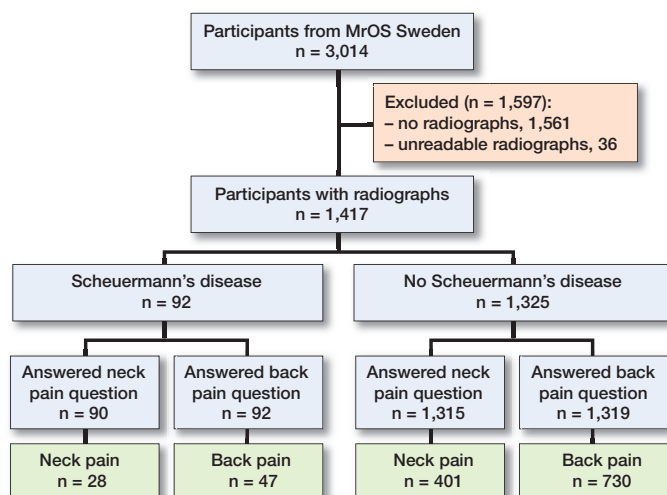 Participants from MrOS Sweden
n = 3,014
Excluded (n = 1,597):
– no radiographs, 1,561
– unreadable radiographs, 36
Participants with radiographs
n = 1,417
Scheuermann’s disease
n = 92
No Scheuermann’s disease
n = 1,325
Answered neck
pain question
n = 90
Answered back
pain question
n = 92
Answered neck
pain question
n = 1,315
Answered back
pain question
n = 1,319
Neck pain
n = 28
Back pain
n = 47
Neck pain
n = 401
Back pain
n = 730